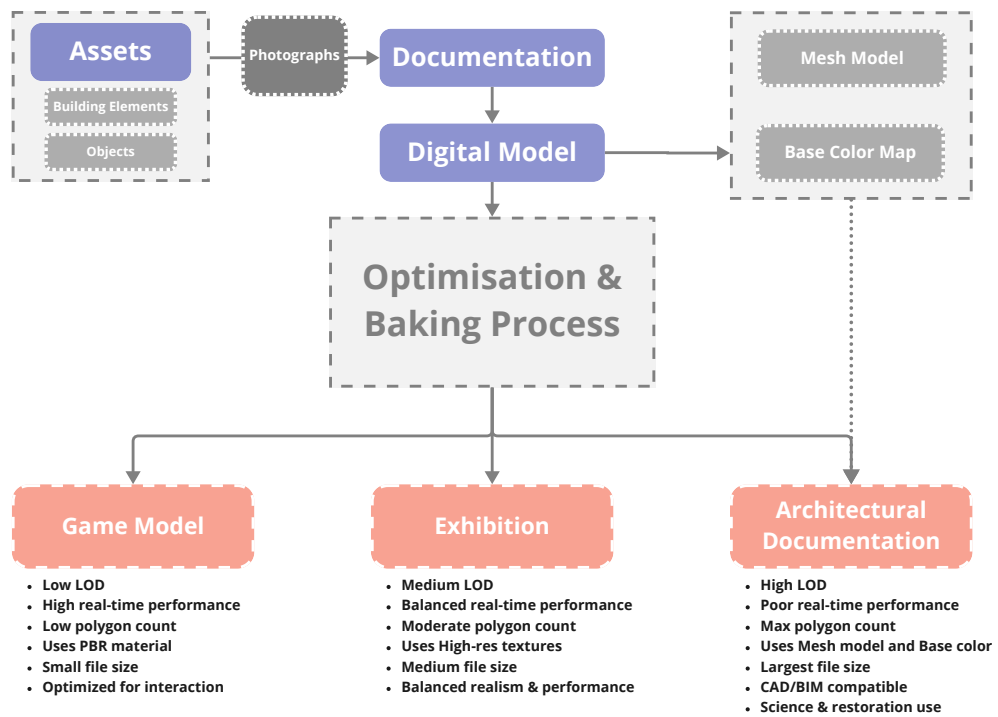 Assets
Building Elements
Objects
Photographs
Documentation
Digital Model
Mesh Model
Base Color Map
Optimisation &
Baking Process
Game Model
• Low LOD
• High real-time performance
• Low polygon count
• Uses PBR material
• Small file size
• Optimized for interaction
Exhibition
• Medium LOD
• Balanced real-time performance
• Moderate polygon count
• Uses High-res textures
• Medium file size
• Balanced realism & performance
Architectural
Documentation
• High LOD
• Poor real-time performance
• Max polygon count
• Uses Mesh model and Base color
• Largest file size
• CAD/BIM compatible
• Science & restoration use